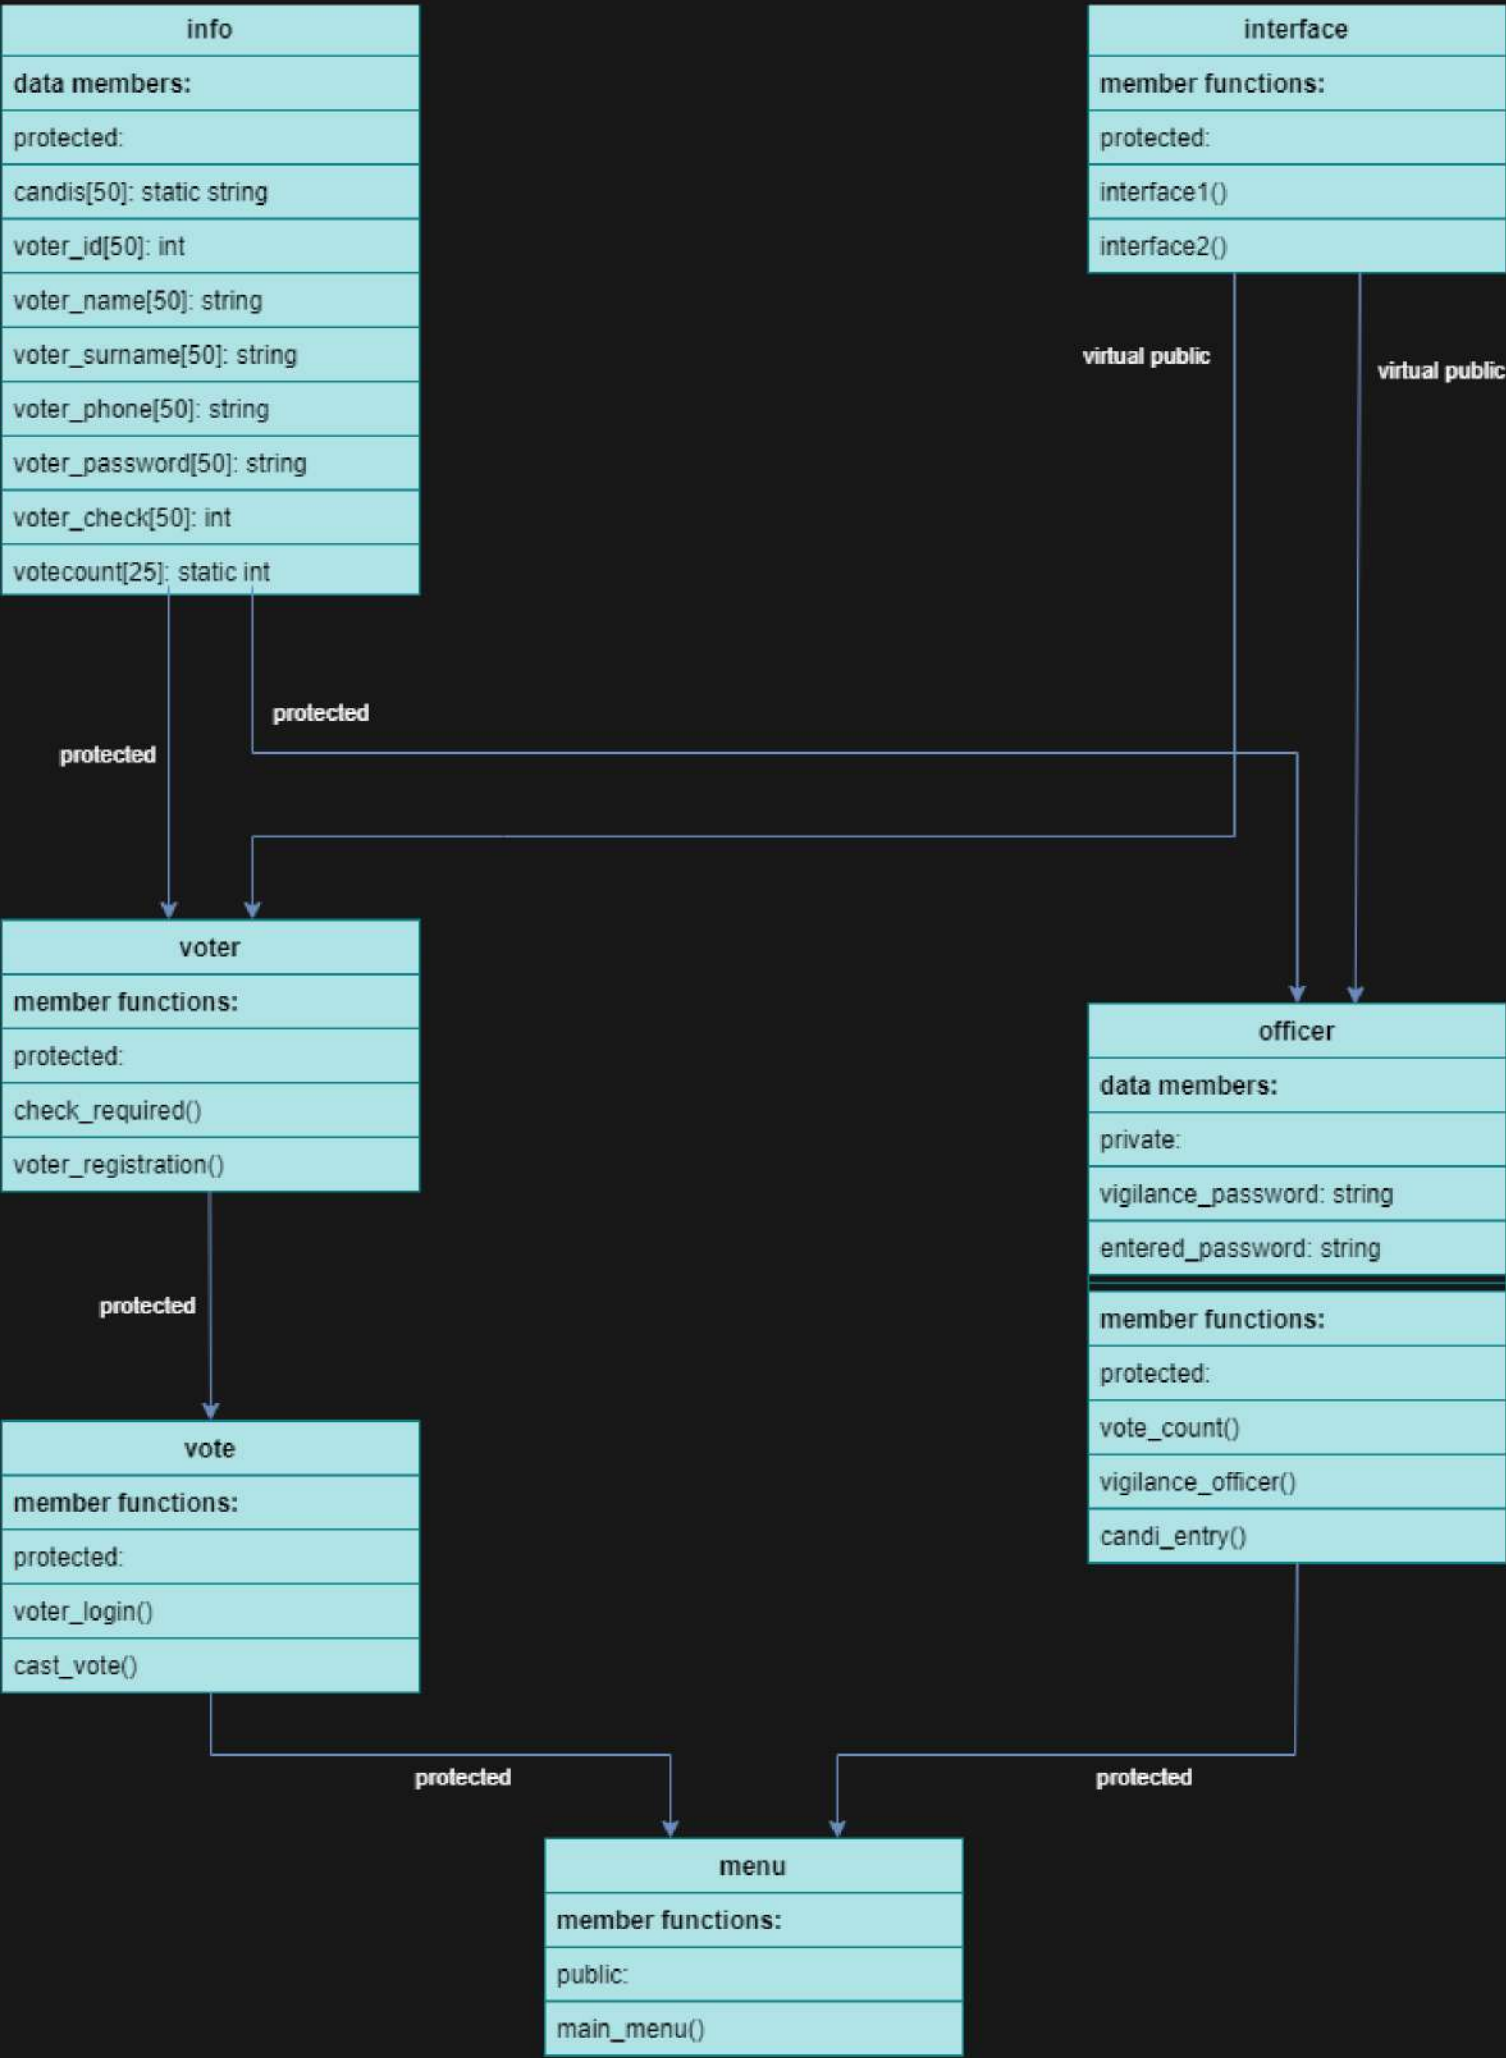 info
data members:
protected:
candis[50]: static string
voter_id[50]: int
voter_name[50]: string
voter_surname[50]: string
voter_phone[50]: string
voter_password[50]: string
voter_check[50]: int
votecount[25]: static int
interface
member functions:
protected:
interface1()
interface2()
virtual public
virtual public
protected
protected
voter
member functions:
protected:
check_required()
voter_registration()
officer
data members:
private:
vigilance_password: string
entered_password: string
member functions:
protected:
vote_count()
vigilance_officer()
candi_entry()
protected
vote
member functions:
protected:
voter_login()
cast_vote()
protected
protected
menu
member functions:
public:
main_menu()